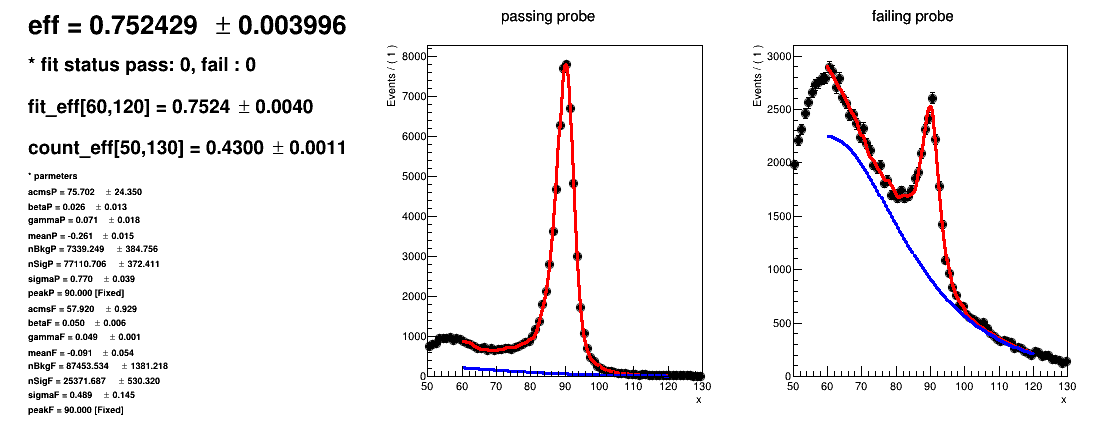 eff = 0.752429 ± 0.003996
* fit status pass: 0, fail : 0
fit_eff[60,120] = 0.7524 ± 0.0040
count_eff[50,130] = 0.4300 ± 0.0011
* parmeters
acmsP = 75.702 ± 24.350
betaP = 0.026 ± 0.013
gammaP = 0.071 ± 0.018
meanP = -0.261 ± 0.015
nBkgP = 7339.249 ± 384.756
nSigP = 77110.706 ± 372.411
sigmaP = 0.770 ± 0.039
peakP = 90.000 [Fixed]
acmsF = 57.920 ± 0.929
betaF = 0.050 ± 0.006
gammaF = 0.049 ± 0.001
meanF = -0.091 ± 0.054
nBkgF = 87453.534 ± 1381.218
nSigF = 25371.687 ± 530.320
sigmaF = 0.489 ± 0.145
peakF = 90.000 [Fixed]
passing probe
Events / ( 1 )
8000
7000
6000
5000
4000
3000
2000
1000
0
50 60 70 80 90 100 110 120 130
x
failing probe
Events / ( 1 )
3000
2500
2000
1500
1000
500
0
50 60 70 80 90 100 110 120 130
x